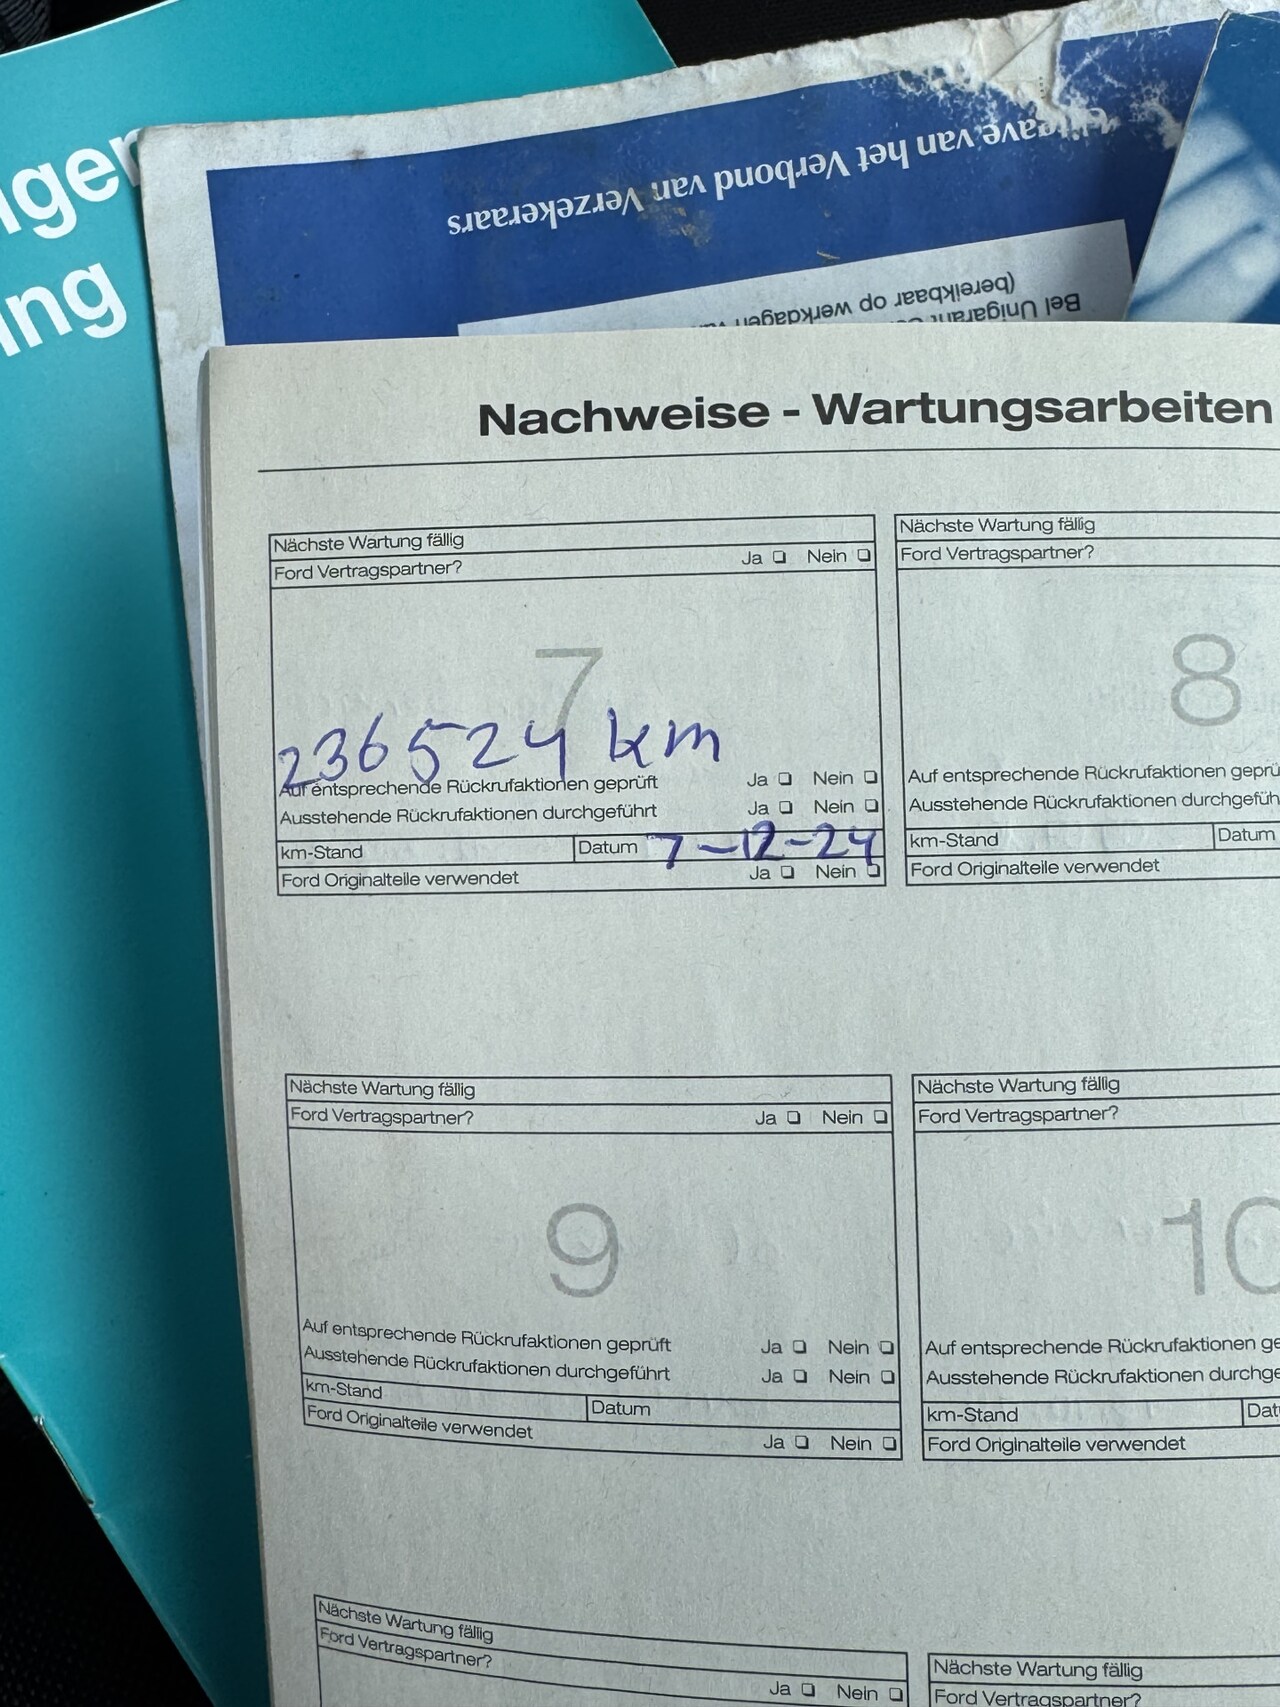 ing
Uitgave van het Verbond van Verzekeraars
Bel Unigarant
(bereikbaar op werkdagen
Nachweise - Wartungsarbeiten
Nächste Wartung fällig
Ford Vertragspartner? Ja Nein
7
236524 km
Auf entsprechende Rückrufaktionen geprüft Ja Nein
Ausstehende Rückrufaktionen durchgeführt Ja Nein
km-Stand Datum 7-12-24
Ford Originalteile verwendet Ja Nein
Nächste Wartung fällig
Ford Vertragspartner?
8
Auf entsprechende Rückrufaktionen geprü
Ausstehende Rückrufaktionen durchgefüh
km-Stand Datum
Ford Originalteile verwendet
Nächste Wartung fällig
Ford Vertragspartner? Ja Nein
9
Auf entsprechende Rückrufaktionen geprüft Ja Nein
Ausstehende Rückrufaktionen durchgeführt Ja Nein
km-Stand Datum
Ford Originalteile verwendet Ja Nein
Nächste Wartung fällig
Ford Vertragspartner?
10
Auf entsprechende Rückrufaktionen ge
Ausstehende Rückrufaktionen durchge
km-Stand Dat
Ford Originalteile verwendet
Nächste Wartung fällig
Ford Vertragspartner? Ja Nein
Nächste Wartung fällig
Ford Vertragspartner?